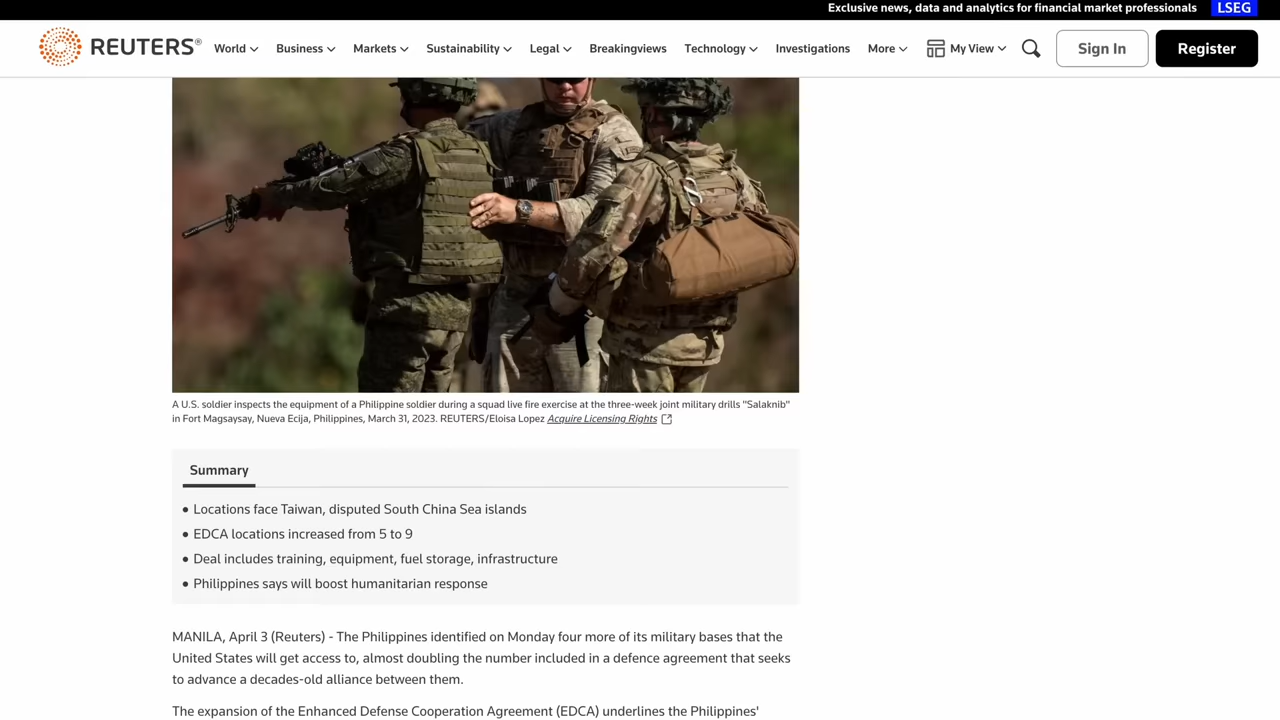 Exclusive news, data and analytics for financial market professionals LSEG
REUTERS® World Business Markets Sustainability Legal Breakingviews Technology Investigations More My View Sign In Register
A U.S. soldier inspects the equipment of a Philippine soldier during a squad live fire exercise at the three-week joint military drills "Salaknib"
in Fort Magsaysay, Nueva Ecija, Philippines, March 31, 2023. REUTERS/Eloisa Lopez Acquire Licensing Rights
Summary
• Locations face Taiwan, disputed South China Sea islands
• EDCA locations increased from 5 to 9
• Deal includes training, equipment, fuel storage, infrastructure
• Philippines says will boost humanitarian response
MANILA, April 3 (Reuters) - The Philippines identified on Monday four more of its military bases that the
United States will get access to, almost doubling the number included in a defence agreement that seeks
to advance a decades-old alliance between them.
The expansion of the Enhanced Defense Cooperation Agreement (EDCA) underlines the Philippines'